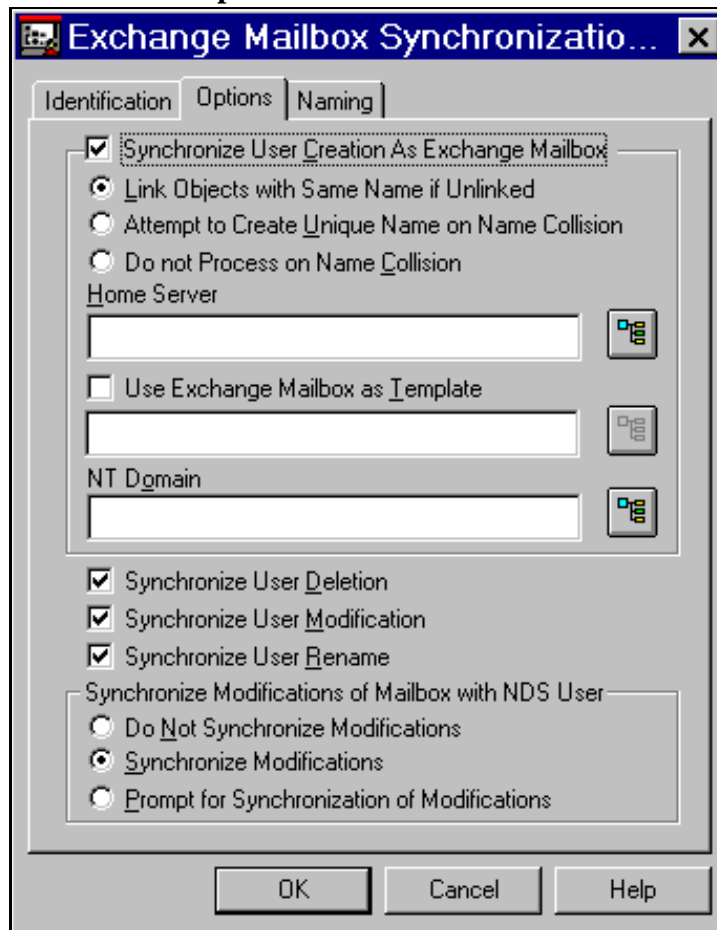 Exchange Mailbox Synchronizatio...
Identification Options Naming
Synchronize User Creation As Exchange Mailbox
Link Objects with Same Name if Unlinked
Attempt to Create Unique Name on Name Collision
Do not Process on Name Collision
Home Server
Use Exchange Mailbox as Template
NT Domain
Synchronize User Deletion
Synchronize User Modification
Synchronize User Rename
Synchronize Modifications of Mailbox with NDS User
Do Not Synchronize Modifications
Synchronize Modifications
Prompt for Synchronization of Modifications
OK Cancel Help